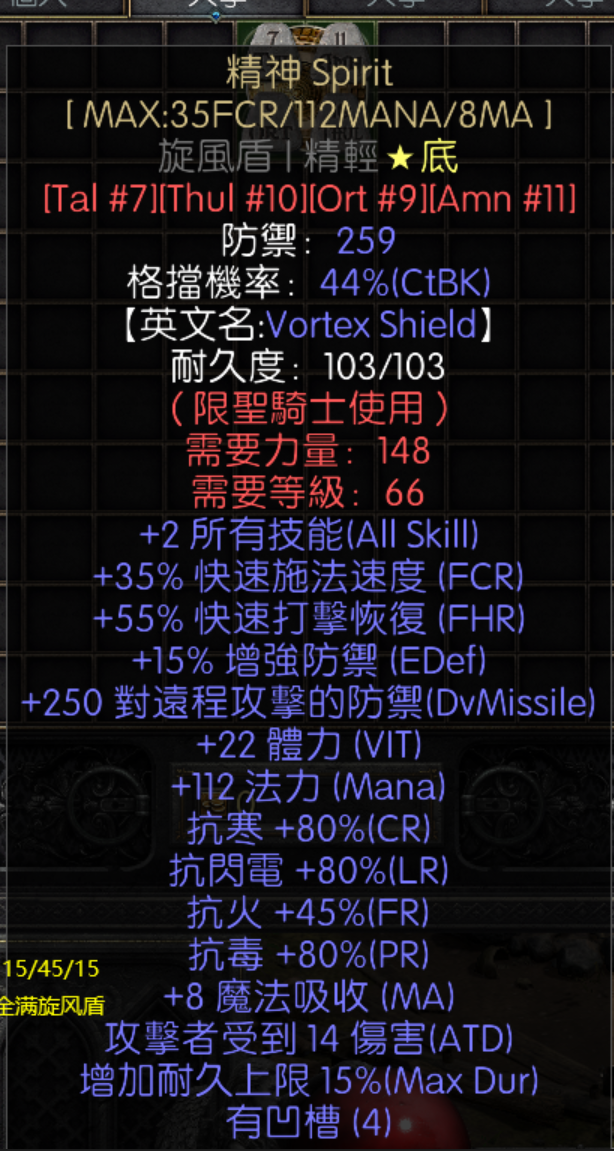 7 11
精神 Spirit
[ MAX:35FCR/112MANA/8MA ]
旋風盾 | 精輕★底
[Tal #7][Thul #10][Ort #9][Amn #11]
防禦: 259
格擋機率: 44%(CtBK)
【英文名:Vortex Shield】
耐久度: 103/103
( 限聖騎士使用 )
需要力量: 148
需要等級: 66
+2 所有技能(All Skill)
+35% 快速施法速度 (FCR)
+55% 快速打擊恢復 (FHR)
+15% 增強防禦 (EDef)
+250 對遠程攻擊的防禦(DvMissile)
+22 體力 (VIT)
+112 法力 (Mana)
抗寒 +80%(CR)
抗閃電 +80%(LR)
抗火 +45%(FR)
抗毒 +80%(PR)
15/45/15
+8 魔法吸收 (MA)
全满旋风盾
攻擊者受到 14 傷害(ATD)
增加耐久上限 15%(Max Dur)
有凹槽 (4)